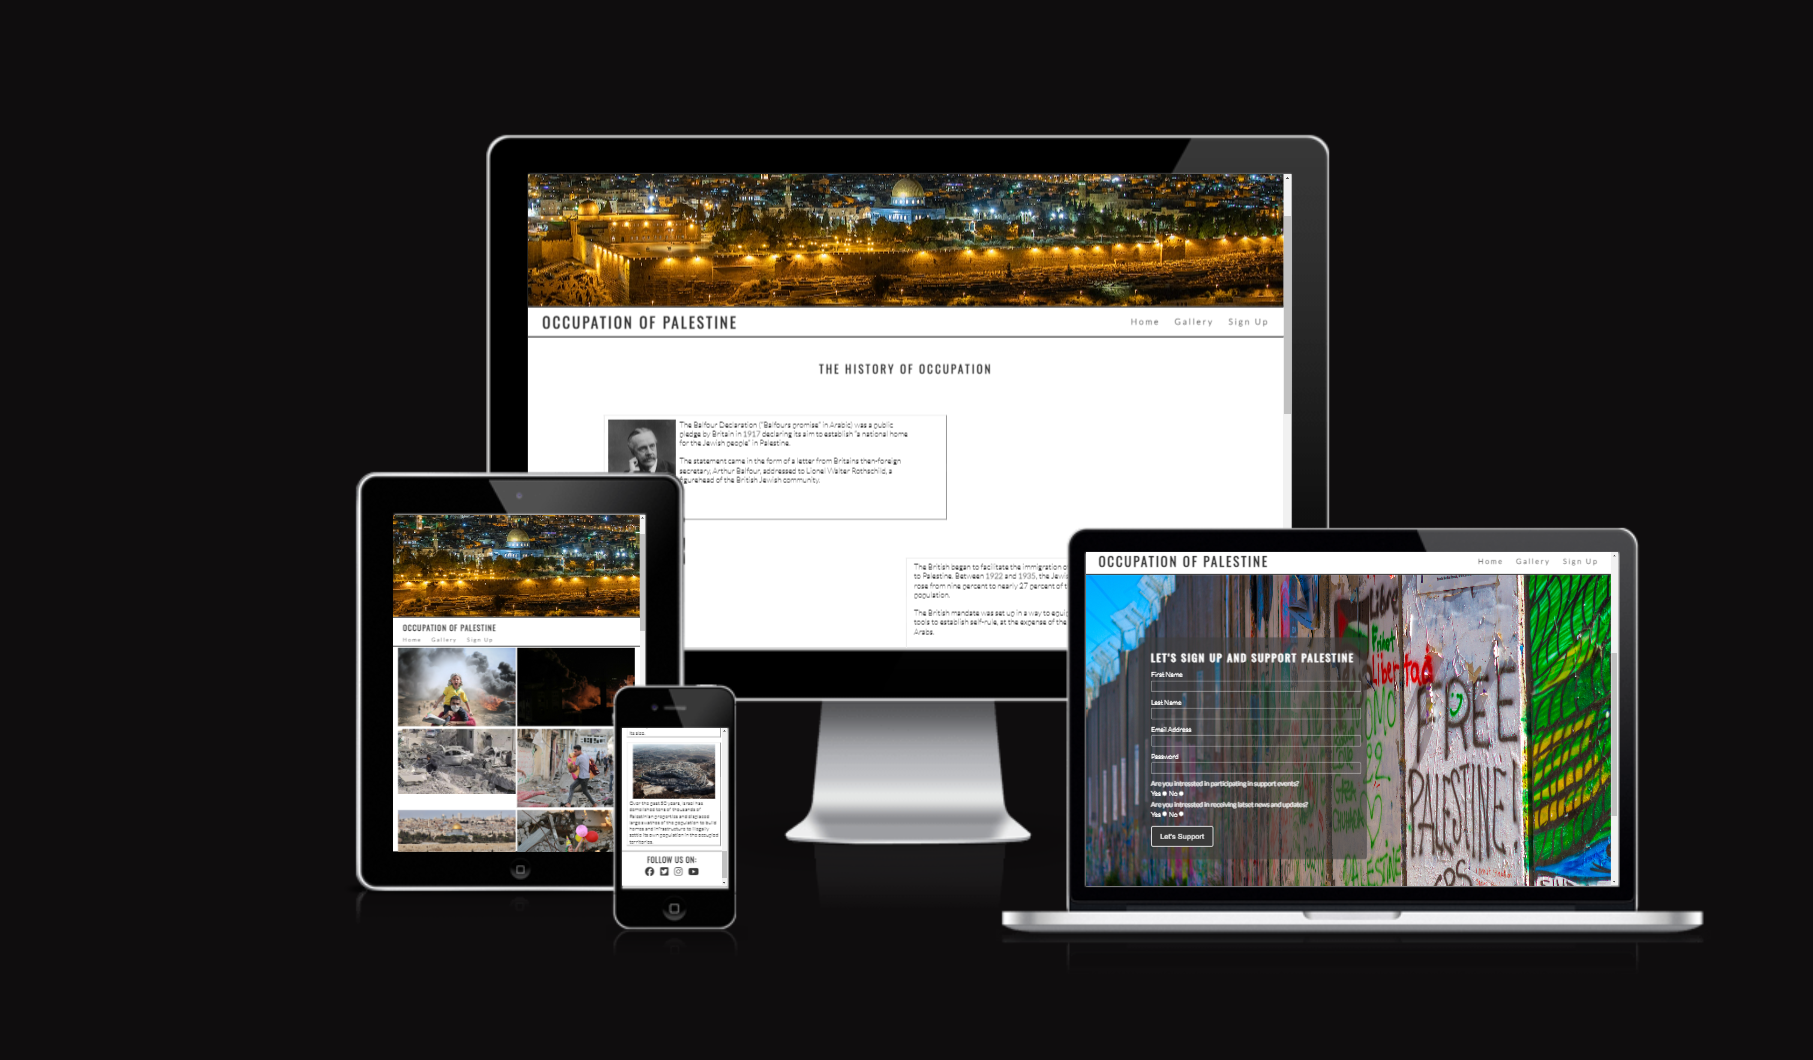 OCCUPATION OF PALESTINE
Home Gallery Sign Up
THE HISTORY OF OCCUPATION
The Balfour Declaration ("Balfours promise" in Arabic) was a public
pledge by Britain in 1917 declaring its aim to establish "a national home
for the Jewish people" in Palestine.
The statement came in the form of a letter from Britains then-foreign
secretary, Arthur Balfour, addressed to Lionel Walter Rothschild, a
figurehead of the British Jewish community.
The British began to facilitate the immigration o
to Palestine. Between 1922 and 1935, the Jewis
rose from nine percent to nearly 27 percent of t
population.
The British mandate was set up in a way to equip
tools to establish self-rule, at the expense of the
Arabs.
OCCUPATION OF PALESTINE
Home Gallery Sign Up
its side.
Over the past 50 years, Israel has
demolished tens of thousands of
Palestinian properties and displaced
large swathes of the population to build
homes and infrastructure to illegally
settle its own population in the occupied
territories.
FOLLOW US ON:
OCCUPATION OF PALESTINE
Home Gallery Sign Up
LET'S SIGN UP AND SUPPORT PALESTINE
First Name
Last Name
Email Address
Password
Are you intressted in participating in support events?
Yes No
Are you intressted in receiving latset news and updates?
Yes No
Let's Support
Libre
FREE
PALESTINE.